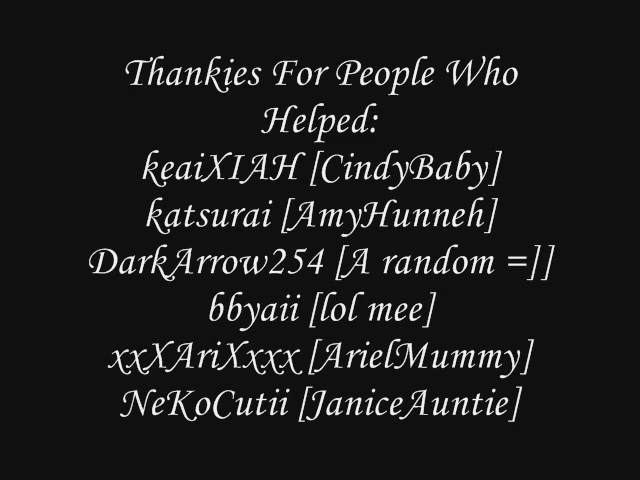 Thankies For People Who
Helped:
keaiXIAH [CindyBaby]
katsurai [AmyHunneh]
DarkArrow254 [A random =]]
bbyaii [lol mee]
xxXAriXxxx [ArielMummy]
NeKoCutii [JaniceAuntie]